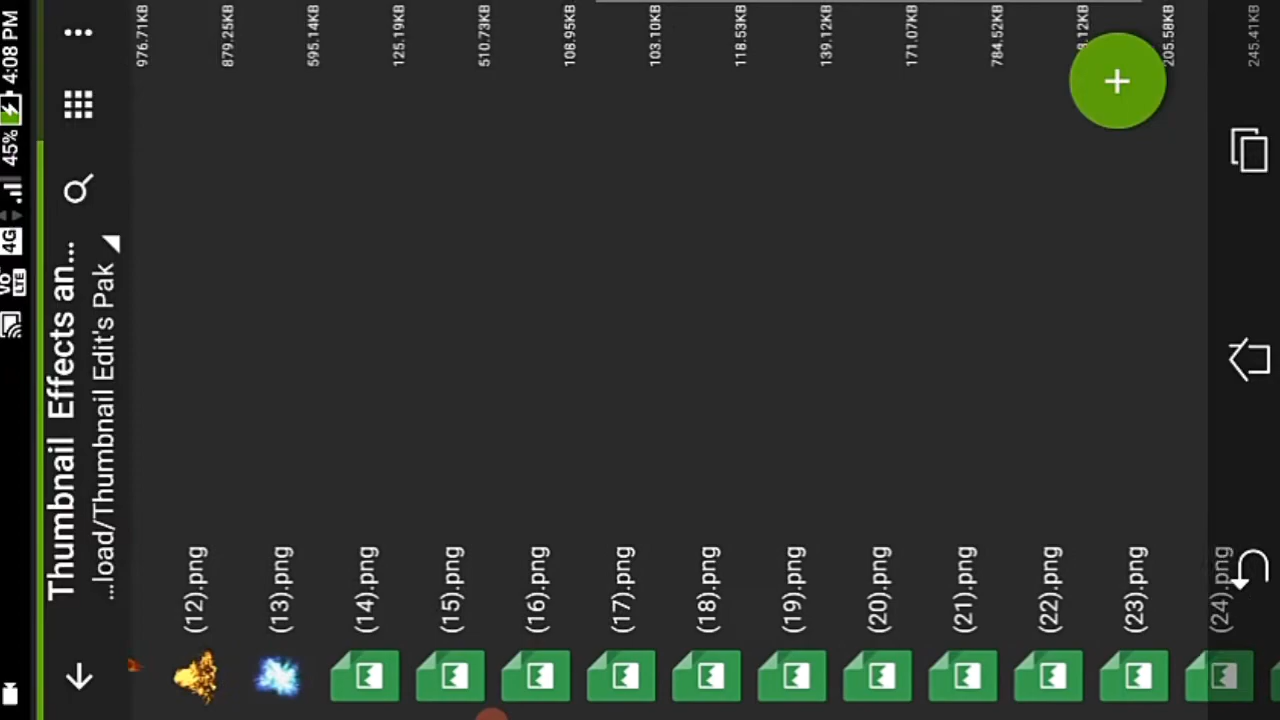 VoLTE 4G 45% 4:08 PM
Thumbnail Effects an...
...load/Thumbnail Edit's Pak
976.71KB
(12).png
879.25KB
(13).png
595.14KB
(14).png
125.19KB
(15).png
510.73KB
(16).png
108.95KB
(17).png
103.10KB
(18).png
118.53KB
(19).png
139.12KB
(20).png
171.07KB
(21).png
784.52KB
(22).png
(23).png
205.58KB
(24).png
245.41KB